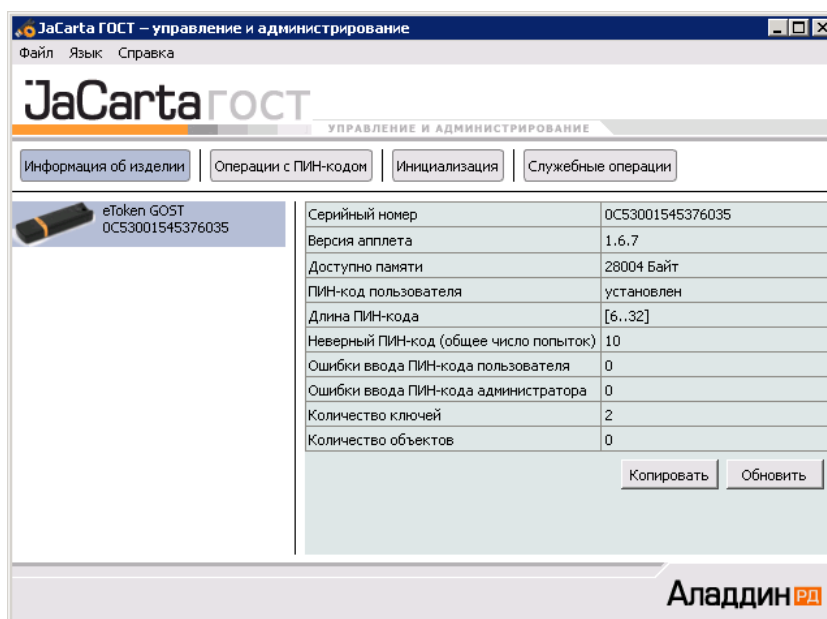 JaCarta ГОСТ – управление и администрирование
Файл Язык Справка
JaCarta ГОСТ
УПРАВЛЕНИЕ И АДМИНИСТРИРОВАНИЕ
Информация об изделии Операции с ПИН-кодом Инициализация Служебные операции
eToken GOST
0C53001545376035
Серийный номер 0C53001545376035
Версия апплета 1.6.7
Доступно памяти 28004 Байт
ПИН-код пользователя установлен
Длина ПИН-кода [6..32]
Неверный ПИН-код (общее число попыток) 10
Ошибки ввода ПИН-кода пользователя 0
Ошибки ввода ПИН-кода администратора 0
Количество ключей 2
Количество объектов 0
Копировать Обновить
Аладдин РД